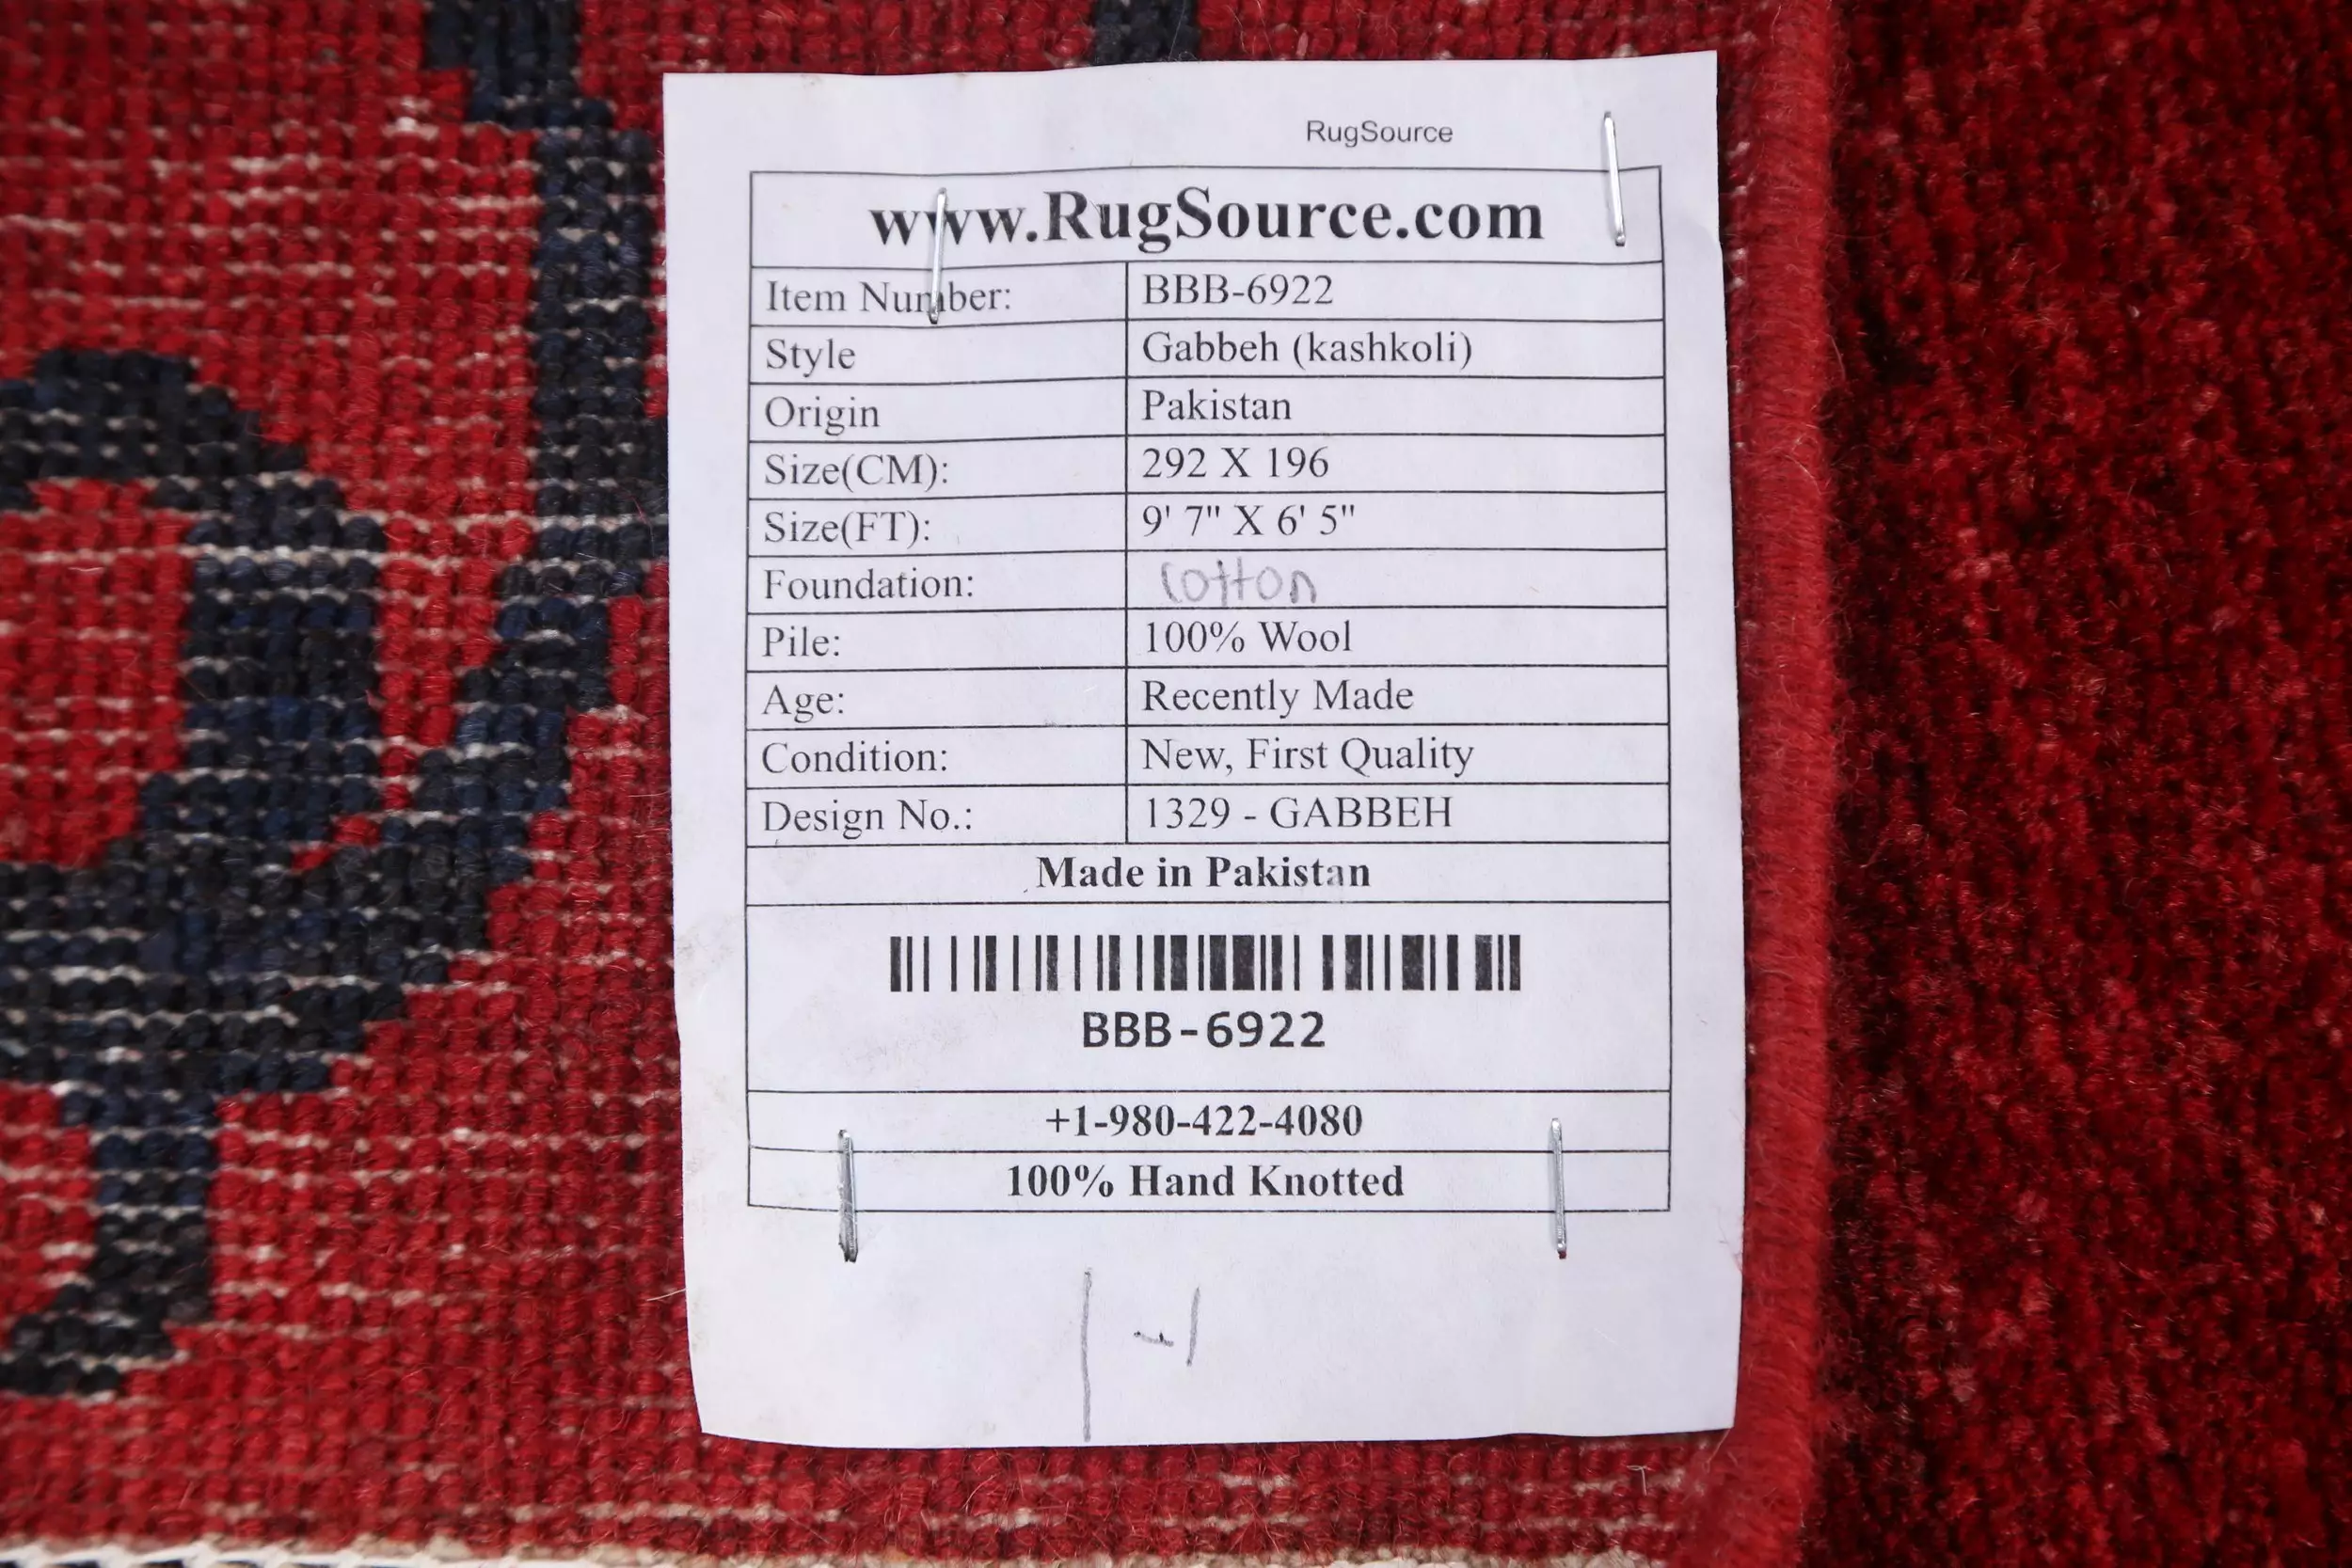 RugSource
www.RugSource.com
Item Number: BBB-6922
Style Gabbeh (kashkoli)
Origin Pakistan
Size(CM): 292 X 196
Size(FT): 9' 7" X 6' 5"
Foundation: cotton
Pile: 100% Wool
Age: Recently Made
Condition: New, First Quality
Design No.: 1329 - GABBEH
Made in Pakistan
BBB-6922
+1-980-422-4080
100% Hand Knotted